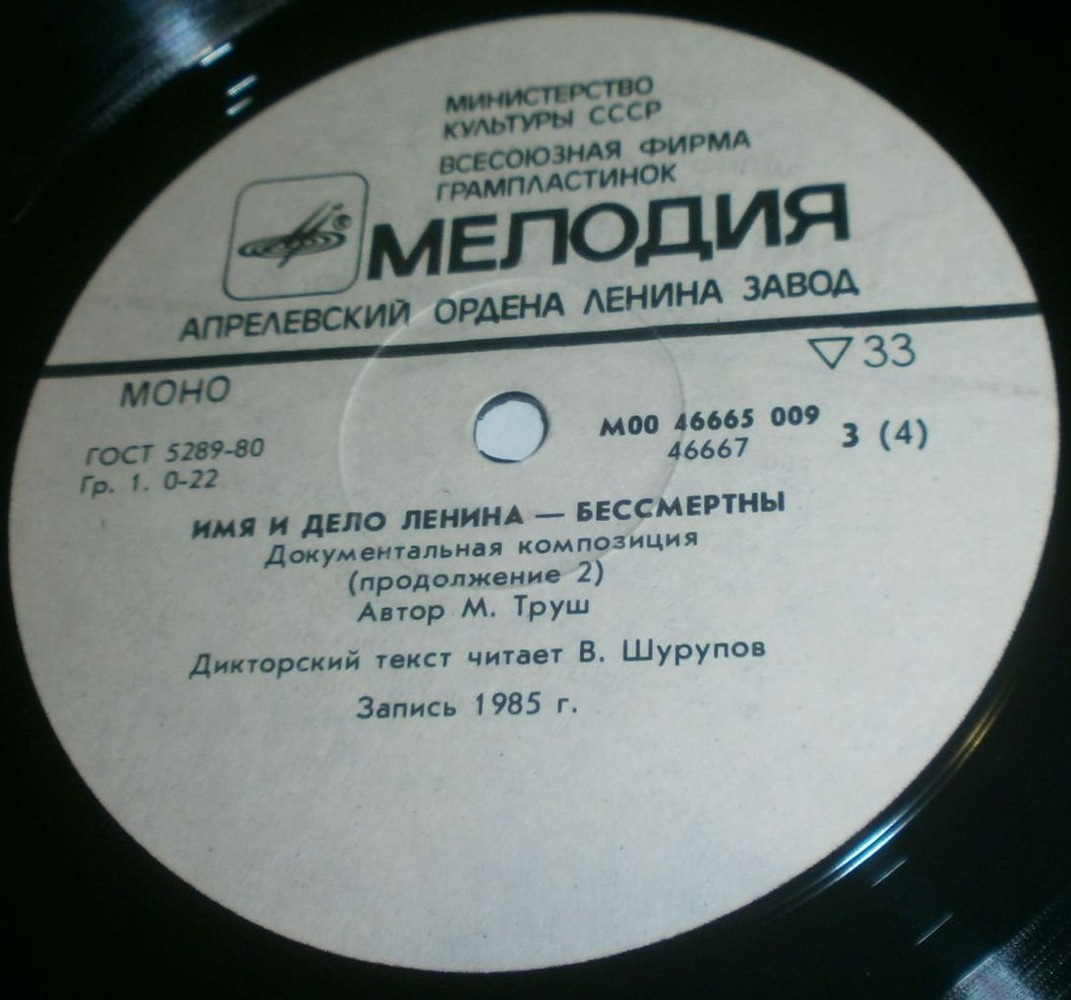 МИНИСТЕРСТВО
КУЛЬТУРЫ СССР
ВСЕСОЮЗНАЯ ФИРМА
ГРАМПЛАСТИНОК
МЕЛОДИЯ
АПРЕЛЕВСКИЙ ОРДЕНА ЛЕНИНА ЗАВОД
МОНО
▽33
ГОСТ 5289-80
Гр. 1. 0-22
М00 46665 009
46667
3 (4)
ИМЯ И ДЕЛО ЛЕНИНА — БЕССМЕРТНЫ
Документальная композиция
(продолжение 2)
Автор М. Труш
Дикторский текст читает В. Шурупов
Запись 1985 г.